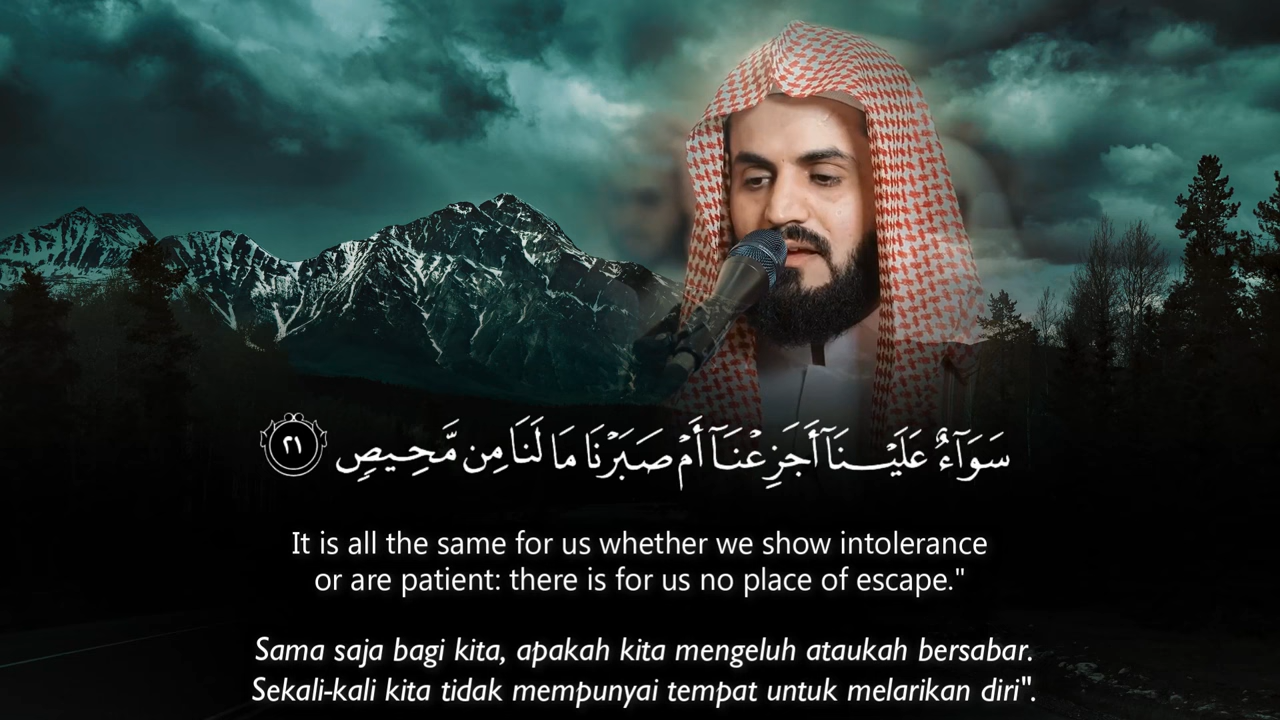 سَوَآءٌ عَلَيْنَآ أَجَزِعْنَآ أَمْ صَبَرْنَا مَا لَنَا مِن مَّحِيصٍ ٢١
It is all the same for us whether we show intolerance
or are patient: there is for us no place of escape."
Sama saja bagi kita, apakah kita mengeluh ataukah bersabar.
Sekali-kali kita tidak mempunyai tempat untuk melarikan diri".